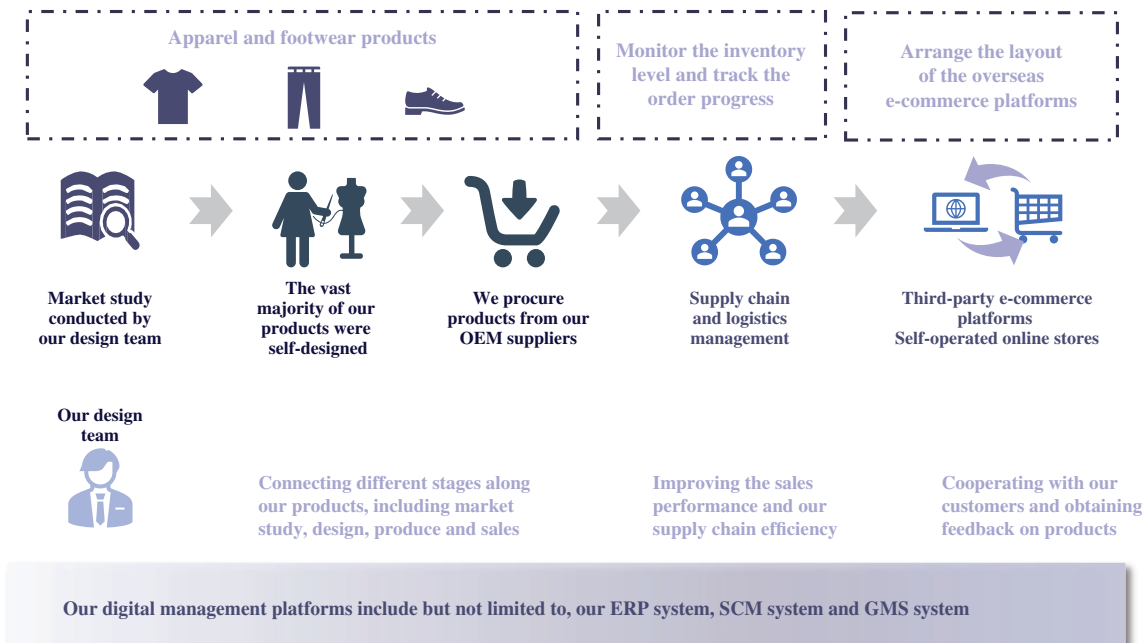 Apparel and footwear products
Monitor the inventory
level and track the
order progress
Arrange the layout
of the overseas
e-commerce platforms
Market study
conducted by
our design team
The vast
majority of our
products were
self-designed
We procure
products from our
OEM suppliers
Supply chain
and logistics
management
Third-party e-commerce
platforms
Self-operated online stores
Our design
team
Connecting different stages along
our products, including market
study, design, produce and sales
Improving the sales
performance and our
supply chain efficiency
Cooperating with our
customers and obtaining
feedback on products
Our digital management platforms include but not limited to, our ERP system, SCM system and GMS system